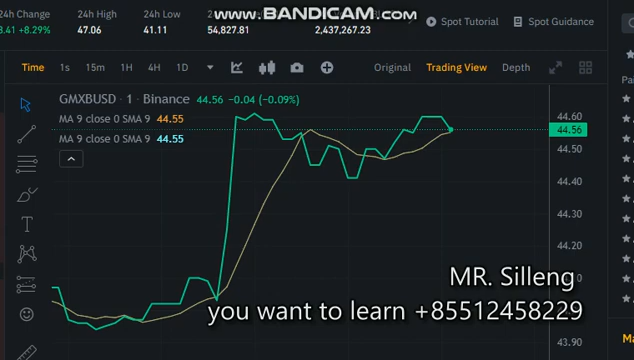 24h Change
24h High
24h Low
24h
www.BANDICAM.com
3.41 +8.29%
47.06
41.11
54,827.81
2,437,267.23
Spot Tutorial
Spot Guidance
Time
1s
15m
1H
4H
1D
Original
Trading View
Depth
GMXBUSD · 1 · Binance 44.56 -0.04 (-0.09%)
MA 9 close 0 SMA 9 44.55
MA 9 close 0 SMA 9 44.55
44.60
44.56
44.50
44.40
44.30
44.20
43.90
MR. Silleng
you want to learn +85512458229